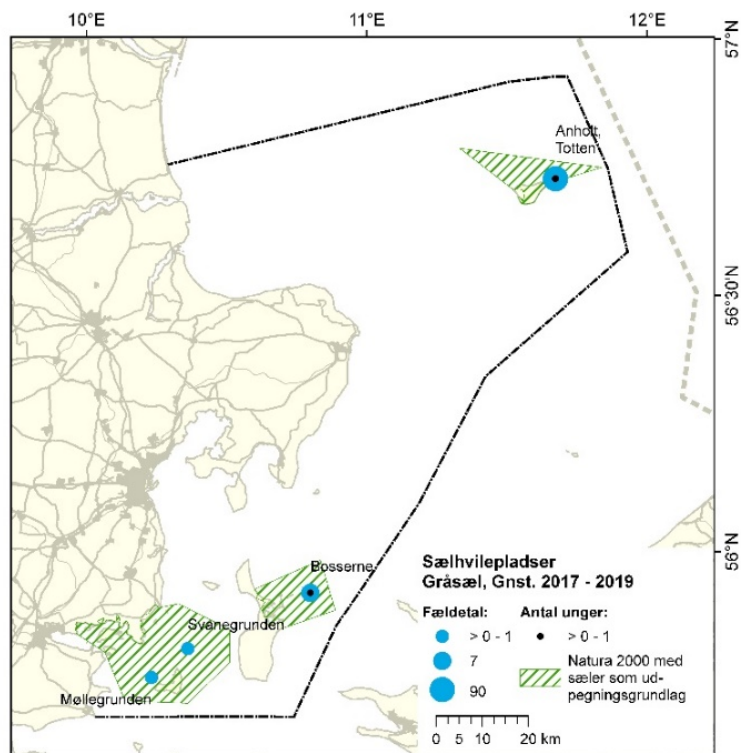 10°E
11°E
12°E
57°N
Anholt,
Totten
56°30'N
56°N
Bosserne
Svanegrunden
Møllegrunden
Sælhvilepladser
Gråsæl, Gnst. 2017 - 2019
Fældetal:
Antal unger:
> 0 - 1
> 0 - 1
7
90
Natura 2000 med
sæler som ud-
pegningsgrundlag
0 5 10 20 km